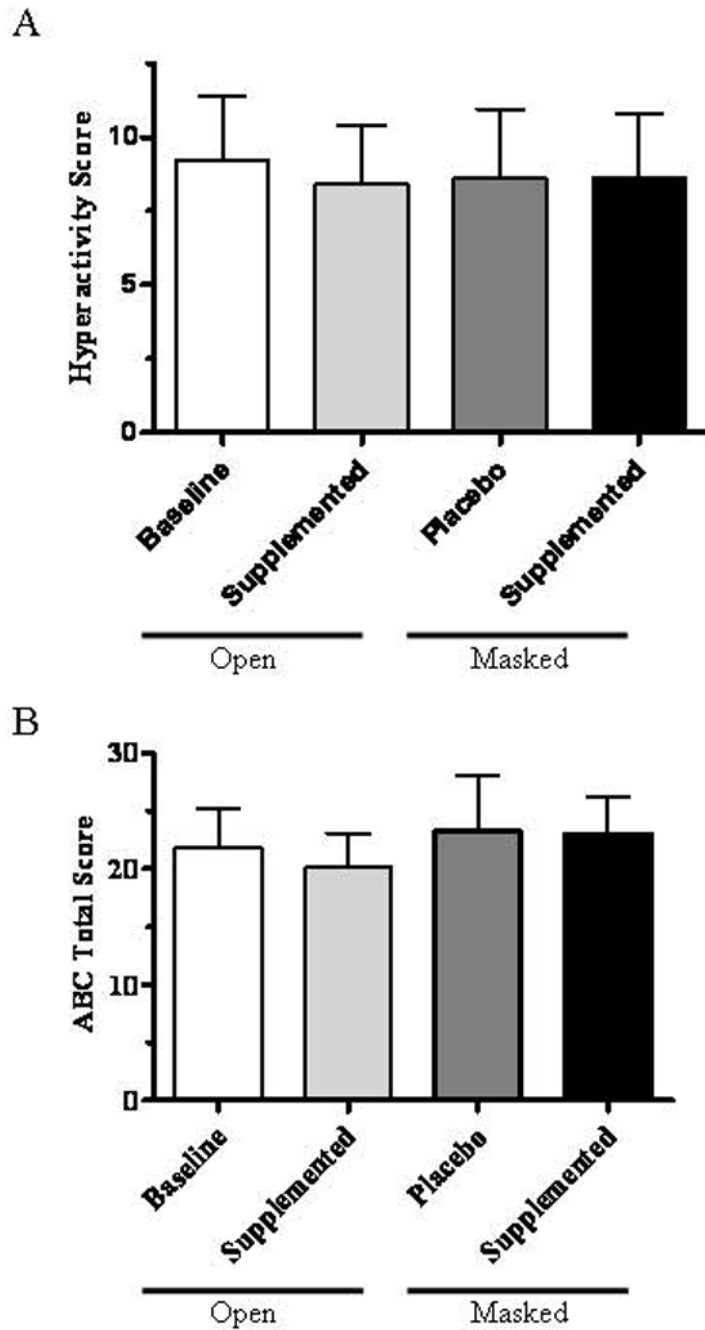 A
Hyperactivity Score
10
5
0
Baseline
Supplemented
Placebo
Supplemented
Open
Masked
B
ABC Total Score
30
20
10
0
Baseline
Supplemented
Placebo
Supplemented
Open
Masked